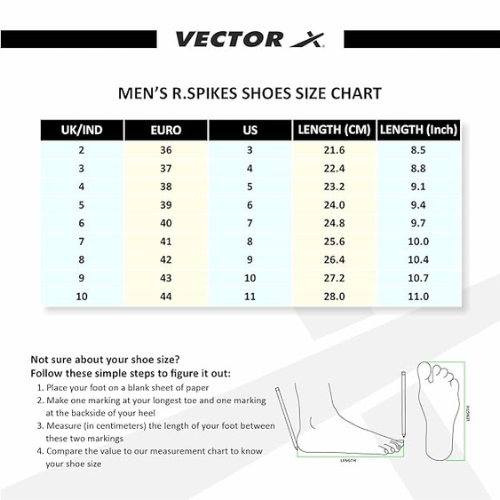 VECTOR X
MEN'S R.SPIKES SHOES SIZE CHART
UK/IND EURO US LENGTH (CM) LENGTH (Inch)
2 36 3 21.6 8.5
3 37 4 22.4 8.8
4 38 5 23.2 9.1
5 39 6 24.0 9.4
6 40 7 24.8 9.7
7 41 8 25.6 10.0
8 42 9 26.4 10.4
9 43 10 27.2 10.7
10 44 11 28.0 11.0
Not sure about your shoe size?
Follow these simple steps to figure it out:
1. Place your foot on a blank sheet of paper
2. Make one marking at your longest toe and one marking
at the backside of your heel
3. Measure (in centimeters) the length of your foot between
these two markings
4. Compare the value to our measurement chart to know
your shoe size
LENGTH
LENGTH